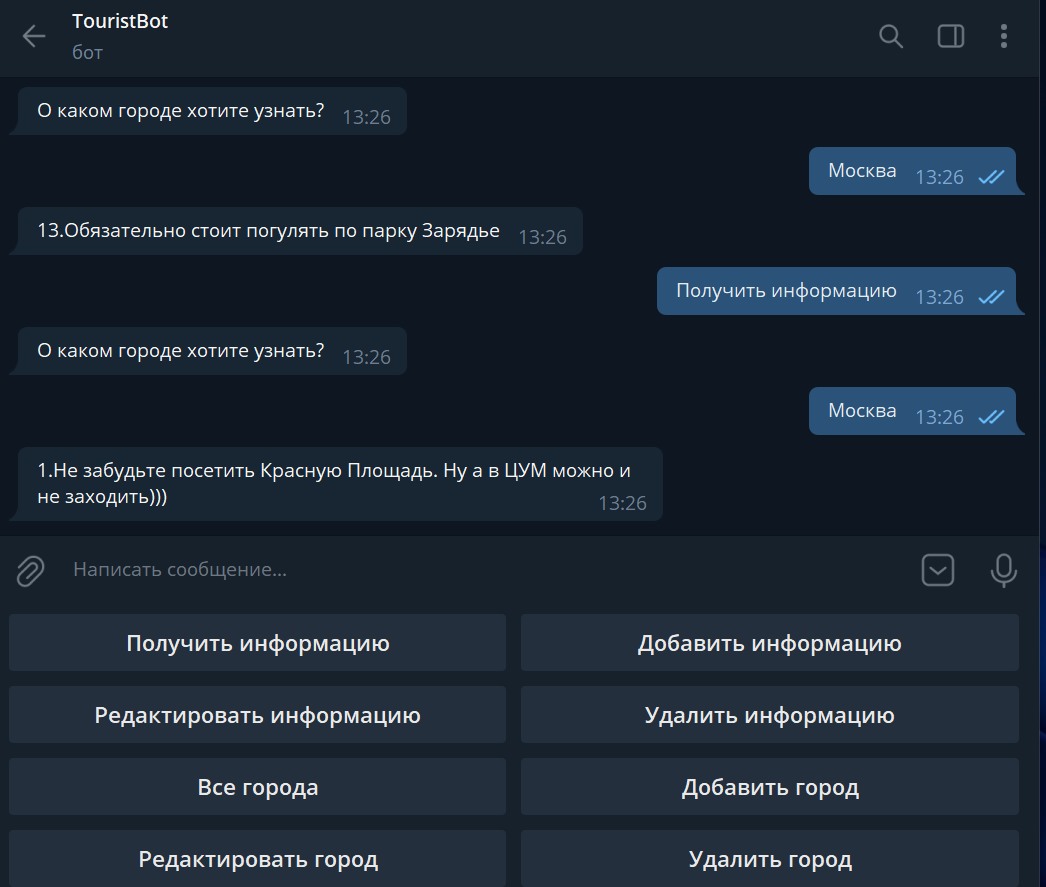 TouristBot
бот
О каком городе хотите узнать? 13:26
Москва 13:26
13.Обязательно стоит погулять по парку Зарядье 13:26
Получить информацию 13:26
О каком городе хотите узнать? 13:26
Москва 13:26
1.Не забудьте посетить Красную Площадь. Ну а в ЦУМ можно и
не заходить))) 13:26
Написать сообщение...
Получить информацию
Добавить информацию
Редактировать информацию
Удалить информацию
Все города
Добавить город
Редактировать город
Удалить город